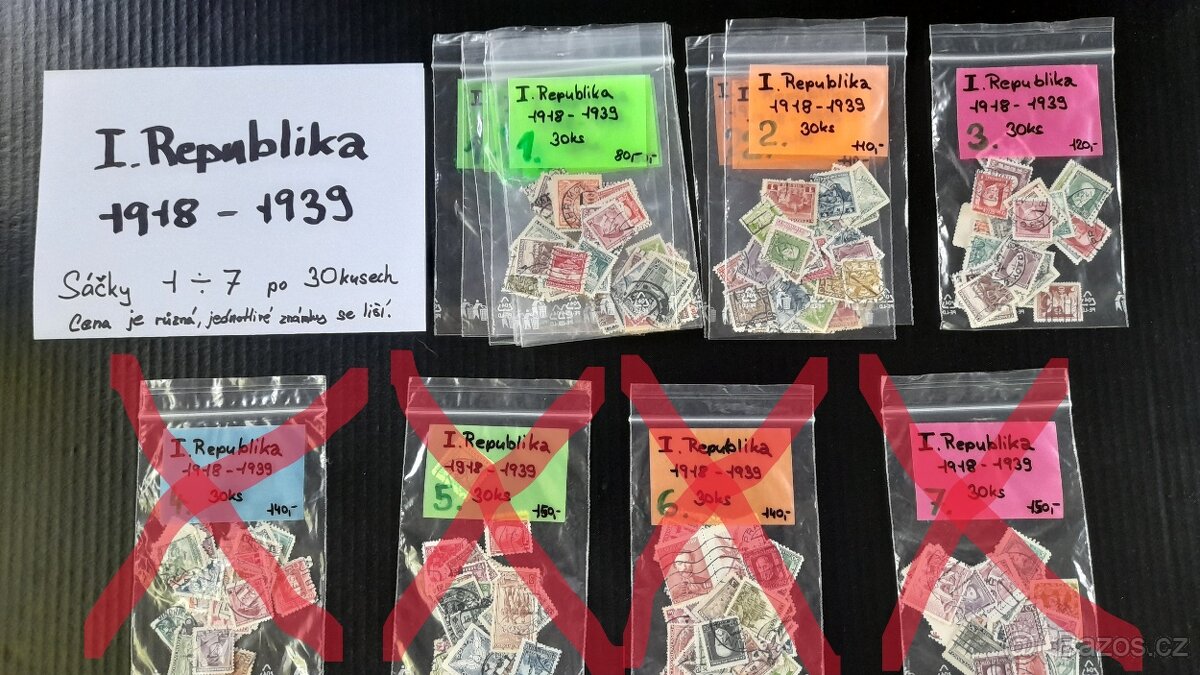 I. Republika
1918 - 1939
Sáčky 1 ÷ 7 po 30 kusech
Cena je různá, jednotlivé známky se liší.
I. Republika
1918 - 1939
1. 30ks
80,-
I. Republika
1918 - 1939
2. 30ks
110,-
I. Republika
1918 - 1939
3. 30ks
120,-
I. Republika
1918 - 1939
4. 30ks
140,-
I. Republika
1918 - 1939
5. 30ks
150,-
I. Republika
1918 - 1939
6. 30ks
140,-
I. Republika
1918 - 1939
7. 30ks
150,-
Bazos.cz